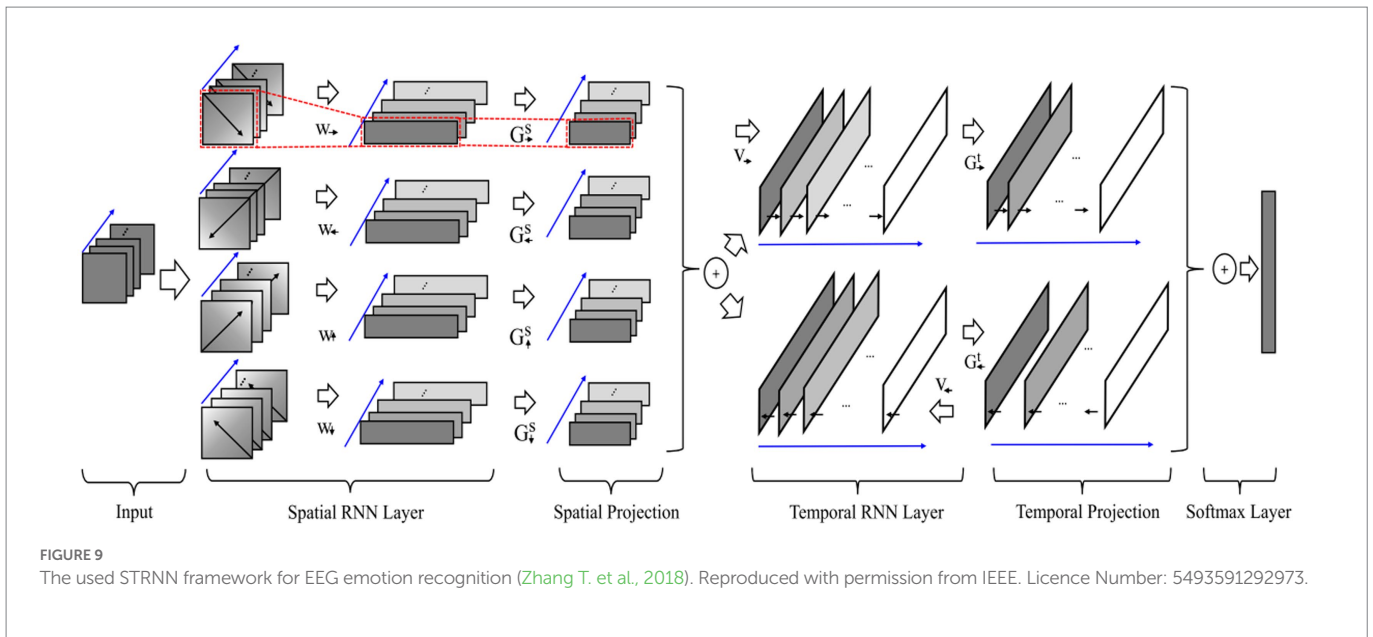 W→
G^S→
W←
G^S←
W↑
G^S↑
W↓
G^S↓
+
V→
...
...
G^t→
...
...
...
...
V←
G^t←
...
...
+
Input
Spatial RNN Layer
Spatial Projection
Temporal RNN Layer
Temporal Projection
Softmax Layer
FIGURE 9
The used STRNN framework for EEG emotion recognition (Zhang T. et al., 2018). Reproduced with permission from IEEE. Licence Number: 5493591292973.